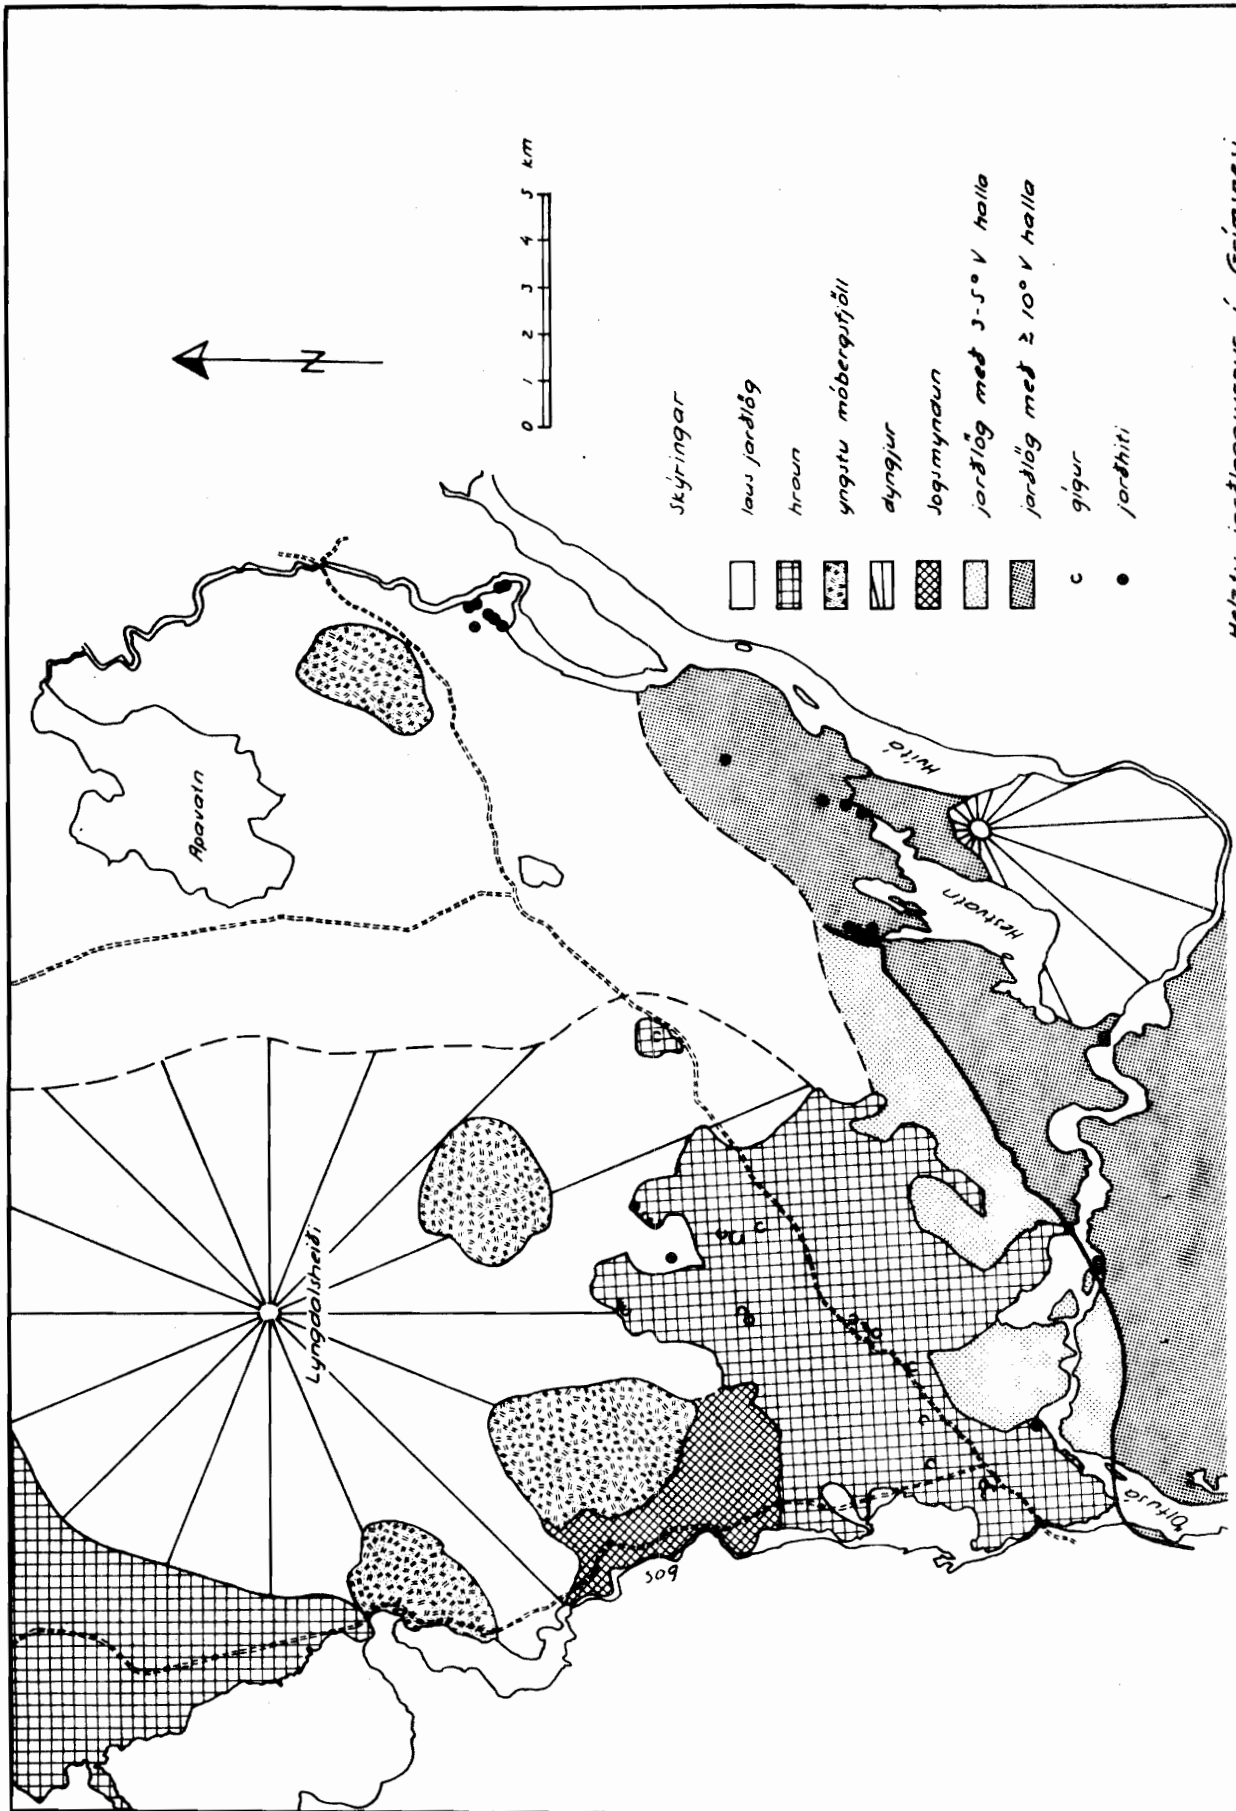 Apavatn
Lyngdalsheiði
Sog
Ölfusá
Hestvatn
Hvítá
N
0 1 2 3 4 5 km
Skýringar
laus jarðlög
hraun
yngstu móbergsfjöll
dyngjur
Sogsmyndun
jarðlög með 3-5° V halla
jarðlög með ≥ 10° V halla
gígur
jarðhiti